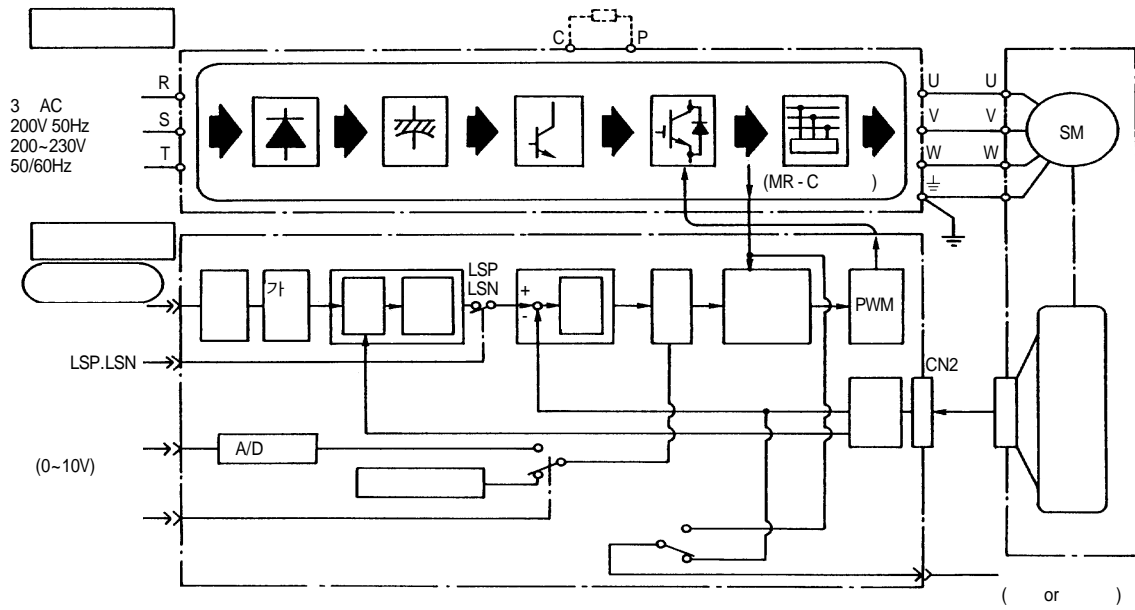 C P
R
S
T
3 AC
200V 50Hz
200~230V
50/60Hz
U U
V V
W W
SM
(MR - C )
가
LSP
LSN
+
-
PWM
LSP.LSN
CN2
A/D
(0~10V)
( or )